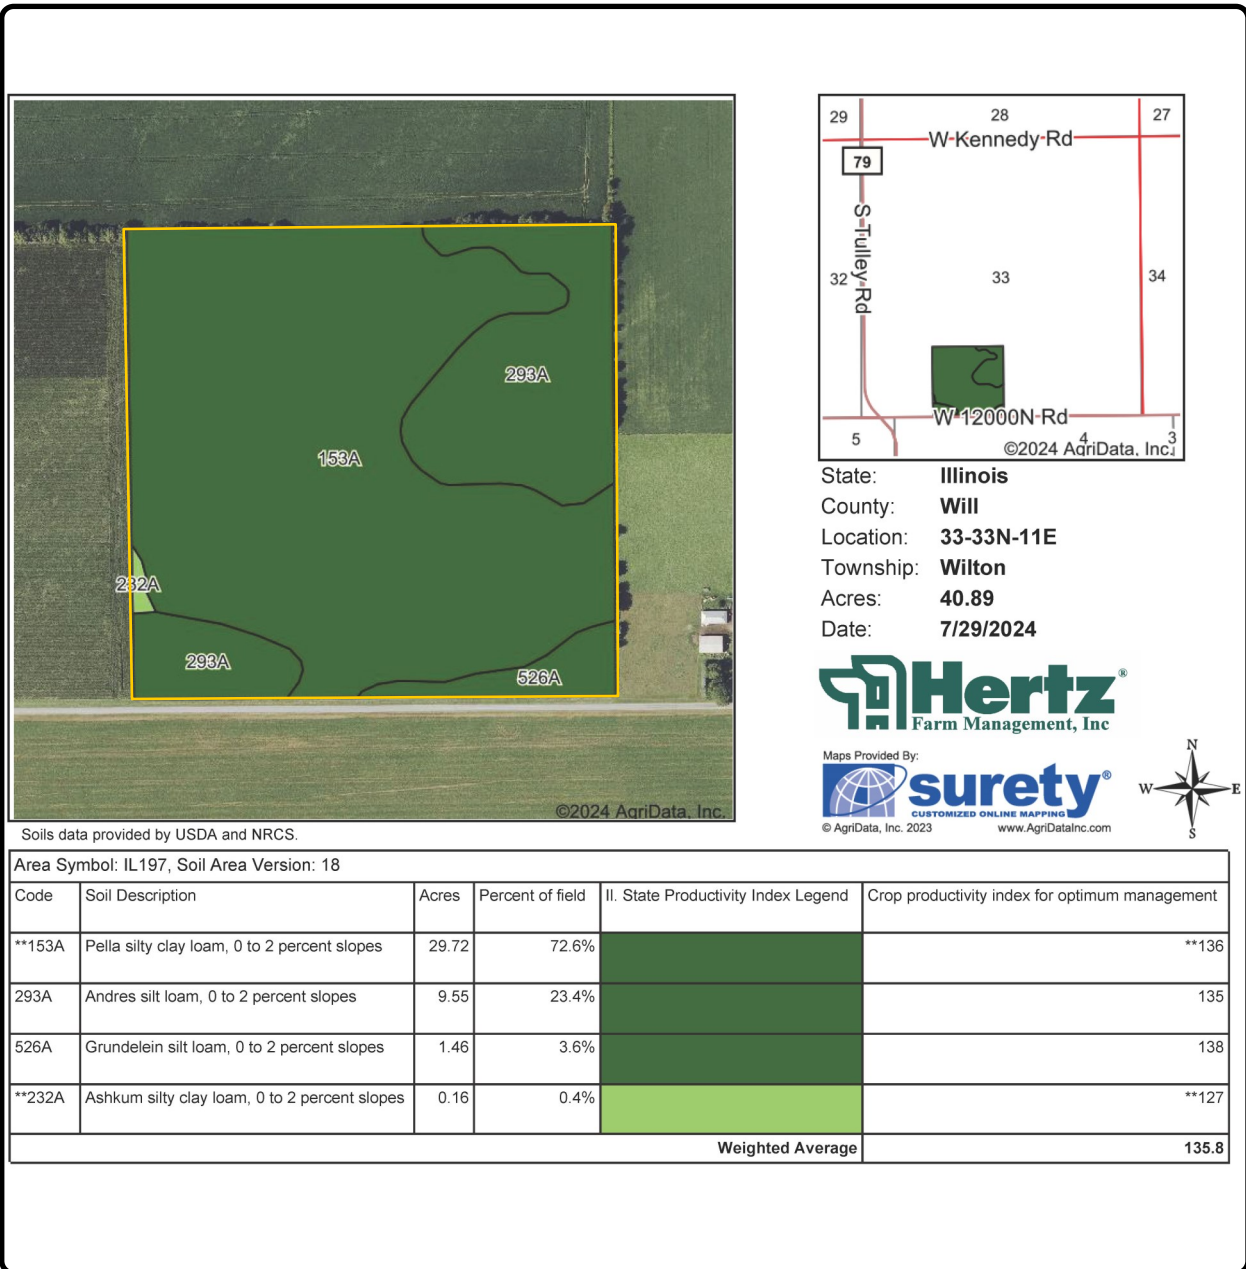 293A
153A
232A
293A
526A
©2024 AgriData, Inc.
Soils data provided by USDA and NRCS.
29
28
27
W Kennedy Rd
79
S Tulley Rd
32
33
34
W 12000N Rd
5
4
3
©2024 AgriData, Inc.
State: Illinois
County: Will
Location: 33-33N-11E
Township: Wilton
Acres: 40.89
Date: 7/29/2024
Hertz®
Farm Management, Inc
Maps Provided By:
surety®
CUSTOMIZED ONLINE MAPPING
© AgriData, Inc. 2023 www.AgriDataInc.com
N
W E
S
Area Symbol: IL197, Soil Area Version: 18
Code Soil Description Acres Percent of field II. State Productivity Index Legend Crop productivity index for optimum management
**153A Pella silty clay loam, 0 to 2 percent slopes 29.72 72.6% **136
293A Andres silt loam, 0 to 2 percent slopes 9.55 23.4% 135
526A Grundelein silt loam, 0 to 2 percent slopes 1.46 3.6% 138
**232A Ashkum silty clay loam, 0 to 2 percent slopes 0.16 0.4% **127
Weighted Average 135.8